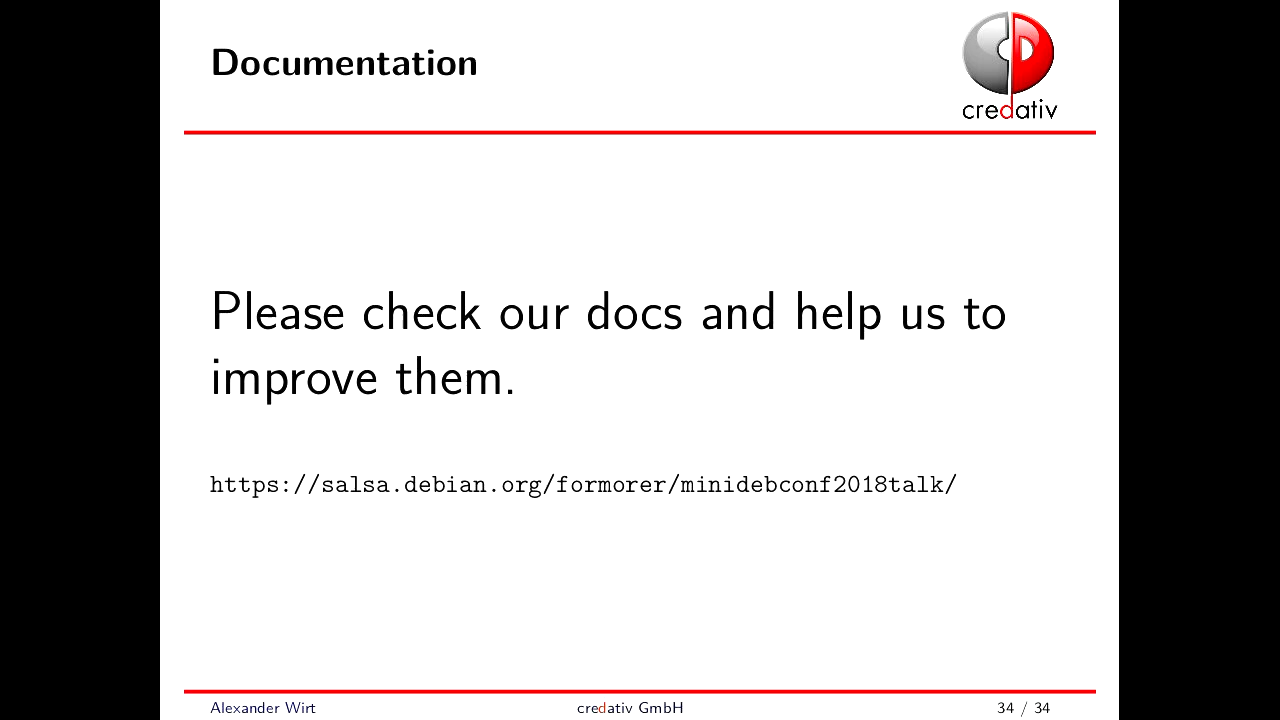 Documentation
credativ
Please check our docs and help us to
improve them.
https://salsa.debian.org/formorer/minidebconf2018talk/
Alexander Wirt
credativ GmbH
34 / 34